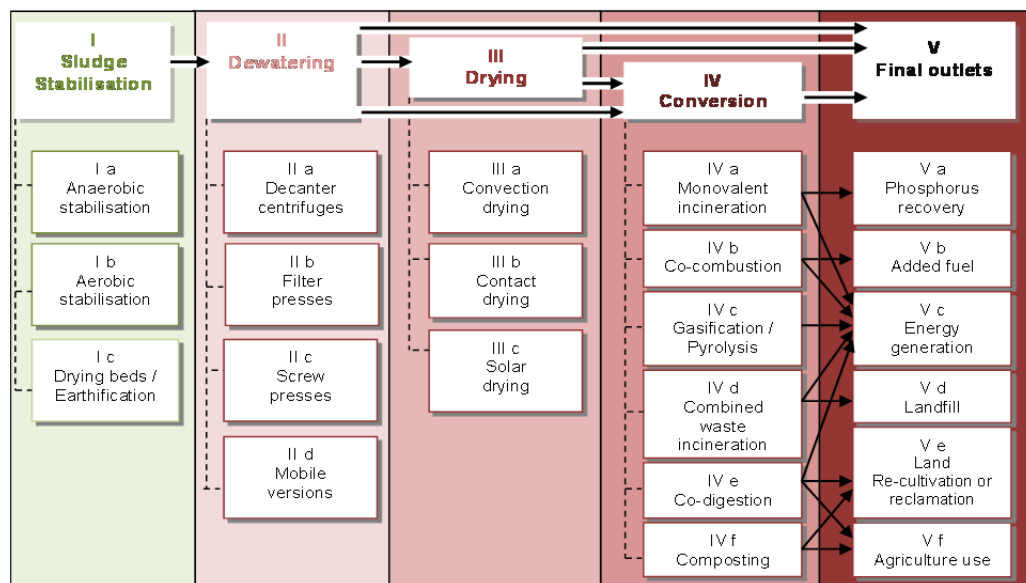 I
Sludge
Stabilisation
II
Dewatering
III
Drying
IV
Conversion
V
Final outlets
I a
Anaerobic
stabilisation
I b
Aerobic
stabilisation
I c
Drying beds /
Earthification
II a
Decanter
centrifuges
II b
Filter
presses
II c
Screw
presses
II d
Mobile
versions
III a
Convection
drying
III b
Contact
drying
III c
Solar
drying
IV a
Monovalent
incineration
IV b
Co-combustion
IV c
Gasification /
Pyrolysis
IV d
Combined
waste
incineration
IV e
Co-digestion
IV f
Composting
V a
Phosphorus
recovery
V b
Added fuel
V c
Energy
generation
V d
Landfill
V e
Land
Re-cultivation or
reclamation
V f
Agriculture use